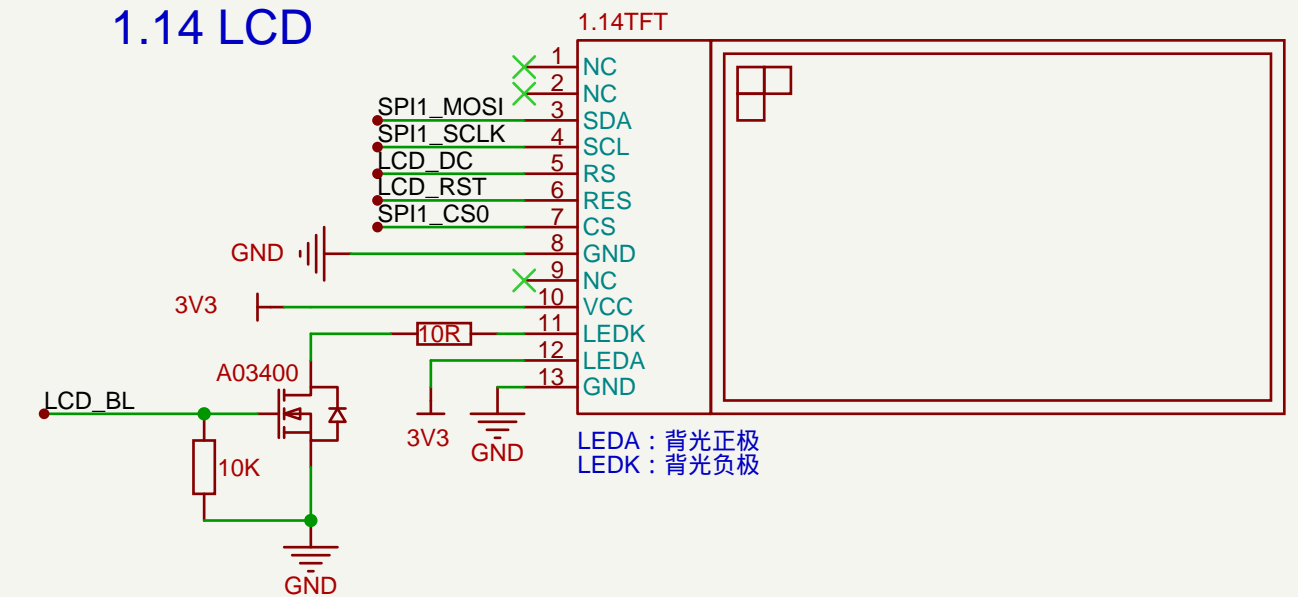 1.14 LCD
1.14TFT
1 NC
2 NC
SPI1_MOSI 3 SDA
SPI1_SCLK 4 SCL
LCD_DC 5 RS
LCD_RST 6 RES
SPI1_CS0 7 CS
GND 8 GND
9 NC
3V3 10 VCC
10R 11 LEDK
12 LEDA
A03400 13 GND
LCD_BL
3V3
GND
LEDA：背光正极
LEDK：背光负极
10K
GND